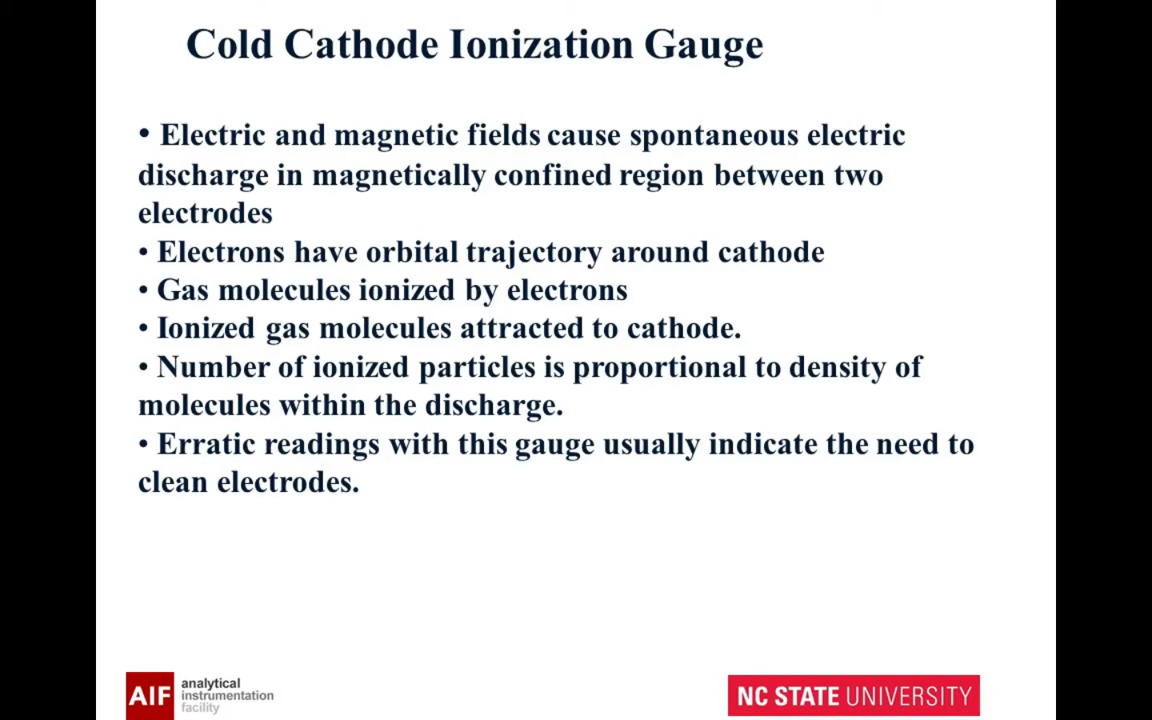 Cold Cathode Ionization Gauge
• Electric and magnetic fields cause spontaneous electric
discharge in magnetically confined region between two
electrodes
• Electrons have orbital trajectory around cathode
• Gas molecules ionized by electrons
• Ionized gas molecules attracted to cathode.
• Number of ionized particles is proportional to density of
molecules within the discharge.
• Erratic readings with this gauge usually indicate the need to
clean electrodes.
AIF
analytical
instrumentation
facility
NC STATE UNIVERSITY